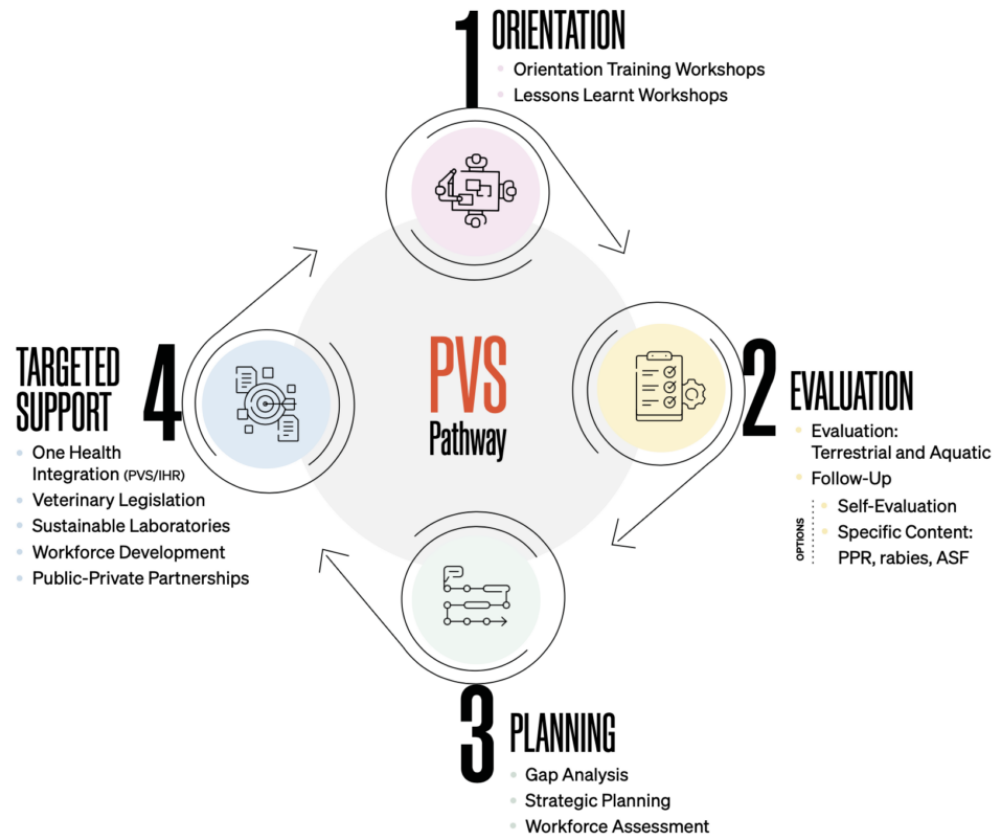 1 ORIENTATION
Orientation Training Workshops
Lessons Learnt Workshops
PVS
Pathway
2 EVALUATION
Evaluation:
Terrestrial and Aquatic
Follow-Up
OPTIONS
Self-Evaluation
Specific Content:
PPR, rabies, ASF
3 PLANNING
Gap Analysis
Strategic Planning
Workforce Assessment
TARGETED
SUPPORT 4
One Health
Integration (PVS/IHR)
Veterinary Legislation
Sustainable Laboratories
Workforce Development
Public-Private Partnerships